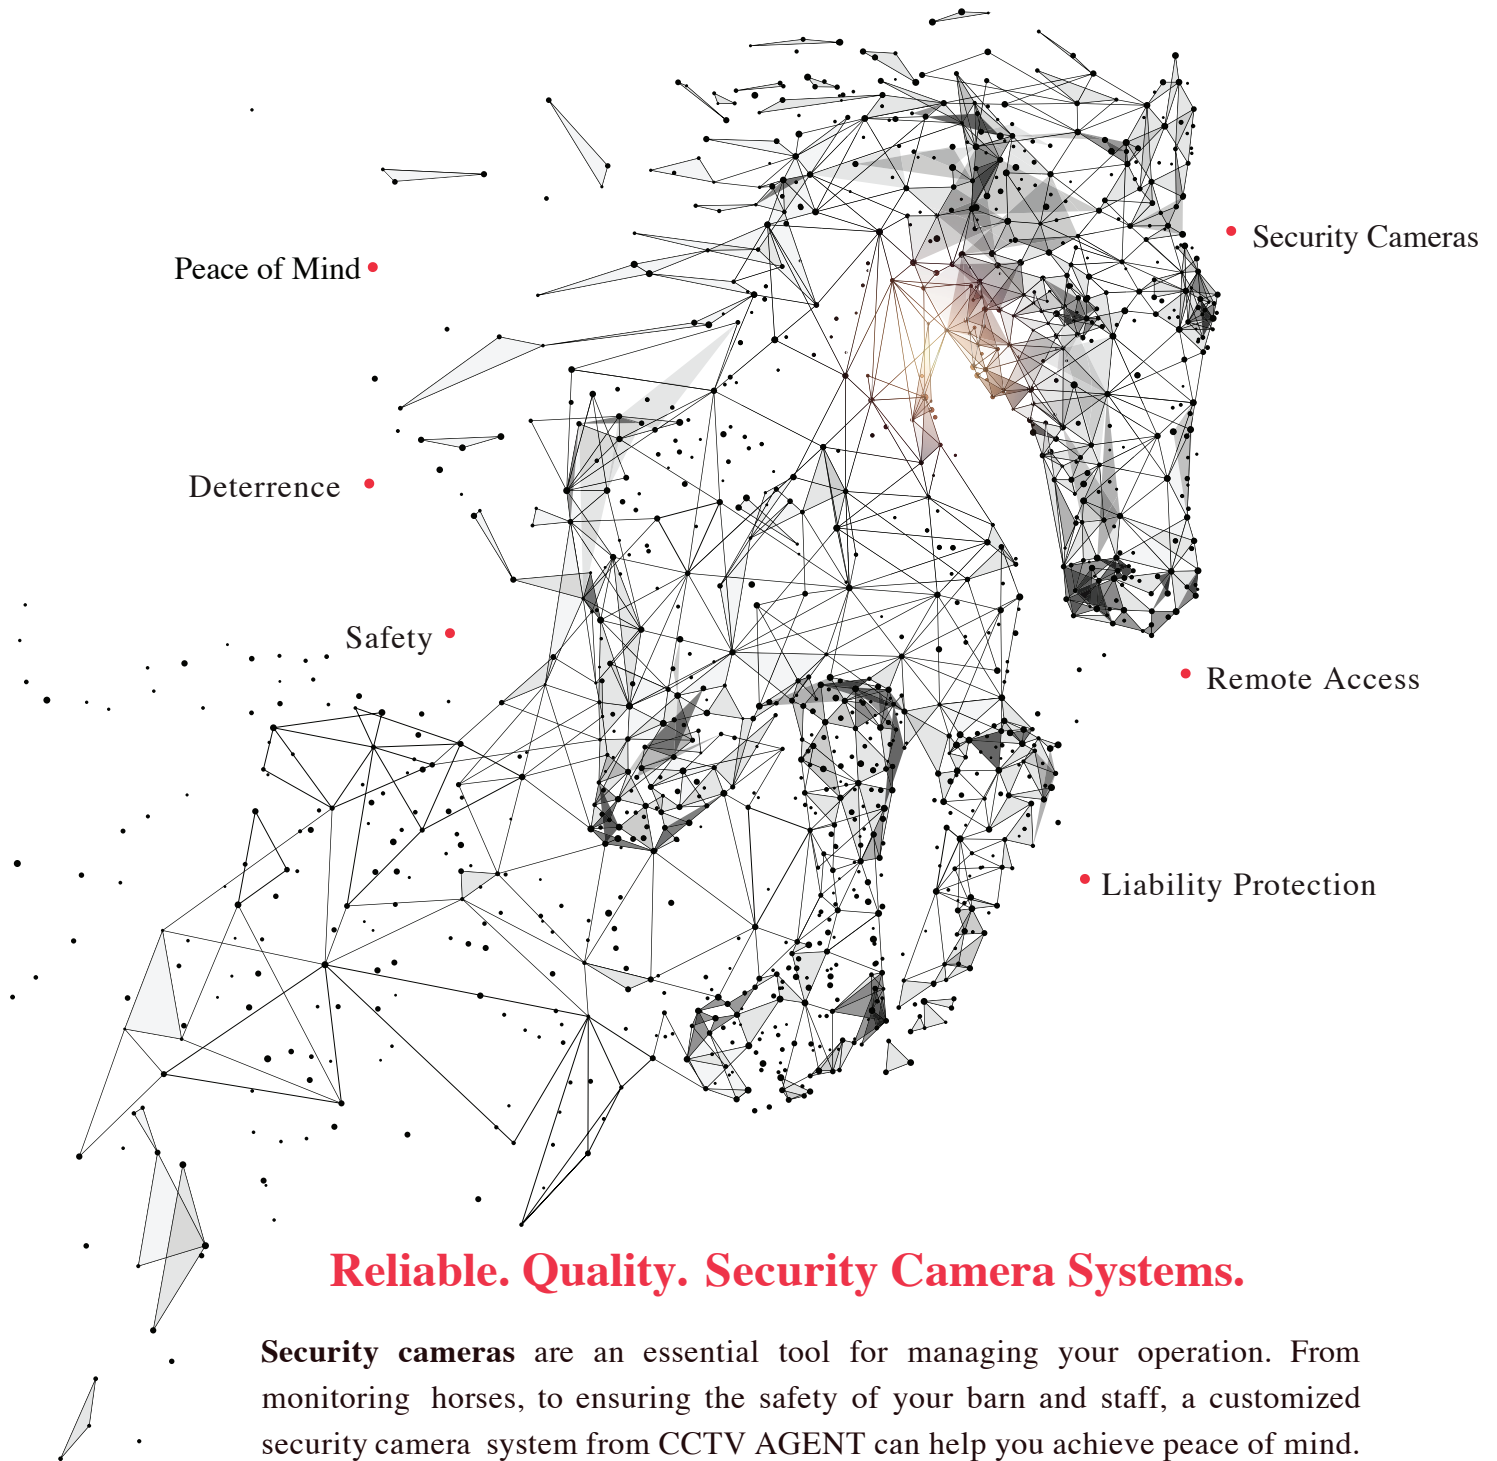 Security Cameras
Peace of Mind
Deterrence
Safety
Remote Access
Liability Protection
Reliable. Quality. Security Camera Systems.
Security cameras are an essential tool for managing your operation. From
monitoring horses, to ensuring the safety of your barn and staff, a customized
security camera system from CCTV AGENT can help you achieve peace of mind.